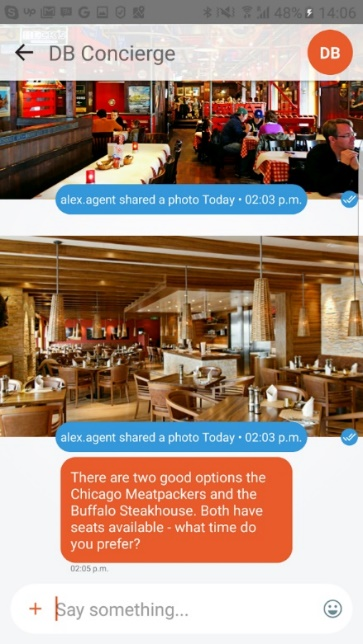 48% 14:06
DB Concierge
DB
alex.agent shared a photo Today • 02:03 p.m.
alex.agent shared a photo Today • 02:03 p.m.
There are two good options the
Chicago Meatpackers and the
Buffalo Steakhouse. Both have
seats available - what time do
you prefer?
02:05 p.m.
+ Say something...